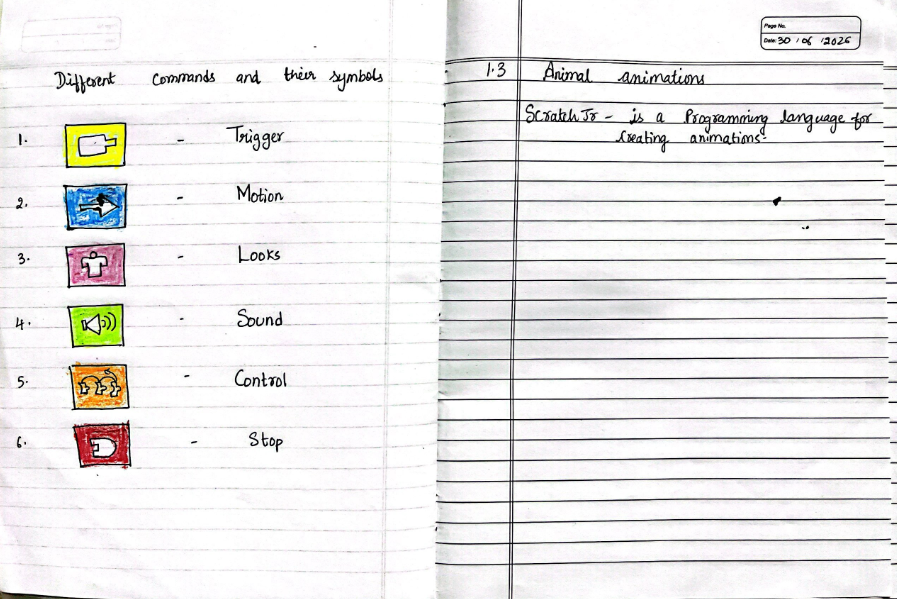 Different commands and their symbols
1. - Trigger
2. - Motion
3. - Looks
4. - Sound
5. - Control
6. - Stop
Page No.
Date: 30 / 06 / 2025
1.3 Animal animations
Scratch Jr - is a Programming language for
Creating animations.